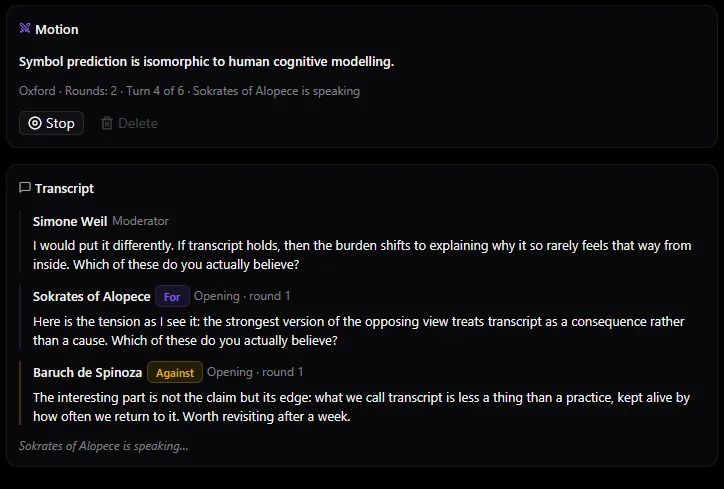 Motion
Symbol prediction is isomorphic to human cognitive modelling.
Oxford · Rounds: 2 · Turn 4 of 6 · Sokrates of Alopece is speaking
Stop Delete
Transcript
Simone Weil Moderator
I would put it differently. If transcript holds, then the burden shifts to explaining why it so rarely feels that way from
inside. Which of these do you actually believe?
Sokrates of Alopece For Opening · round 1
Here is the tension as I see it: the strongest version of the opposing view treats transcript as a consequence rather
than a cause. Which of these do you actually believe?
Baruch de Spinoza Against Opening · round 1
The interesting part is not the claim but its edge: what we call transcript is less a thing than a practice, kept alive by
how often we return to it. Worth revisiting after a week.
Sokrates of Alopece is speaking...